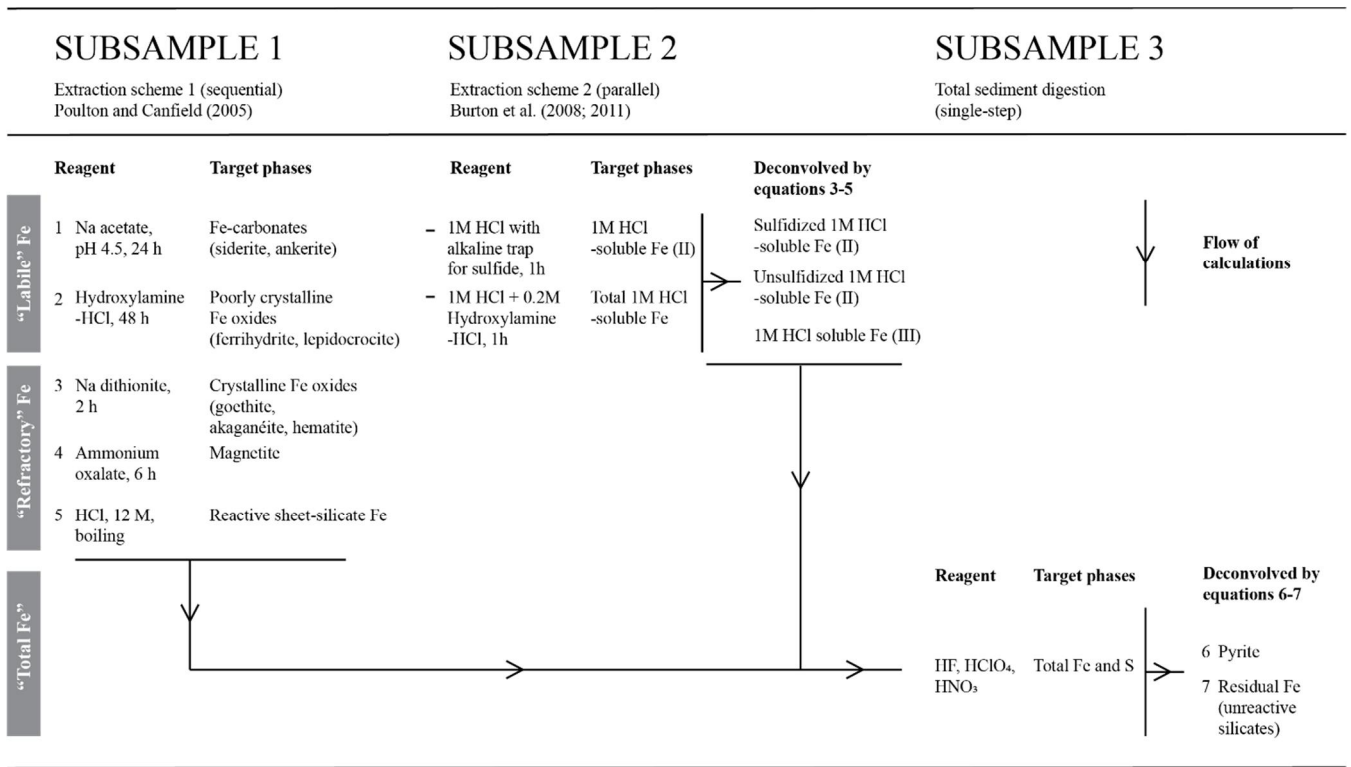 SUBSAMPLE 1
Extraction scheme 1 (sequential)
Poulton and Canfield (2005)
SUBSAMPLE 2
Extraction scheme 2 (parallel)
Burton et al. (2008; 2011)
SUBSAMPLE 3
Total sediment digestion
(single-step)
"Labile" Fe
Reagent
Target phases
1 Na acetate,
pH 4.5, 24 h
Fe-carbonates
(siderite, ankerite)
2 Hydroxylamine
-HCl, 48 h
Poorly crystalline
Fe oxides
(ferrihydrite, lepidocrocite)
"Refractory" Fe
3 Na dithionite,
2 h
Crystalline Fe oxides
(goethite,
akaganéite, hematite)
4 Ammonium
oxalate, 6 h
Magnetite
5 HCl, 12 M,
boiling
Reactive sheet-silicate Fe
Reagent
Target phases
Deconvolved by
equations 3-5
– 1M HCl with
alkaline trap
for sulfide, 1h
1M HCl
-soluble Fe (II)
– 1M HCl + 0.2M
Hydroxylamine
-HCl, 1h
Total 1M HCl
-soluble Fe
Sulfidized 1M HCl
-soluble Fe (II)
Unsulfidized 1M HCl
-soluble Fe (II)
1M HCl soluble Fe (III)
Flow of
calculations
"Total Fe"
Reagent
Target phases
Deconvolved by
equations 6-7
HF, HClO₄,
HNO₃
Total Fe and S
6 Pyrite
7 Residual Fe
(unreactive
silicates)